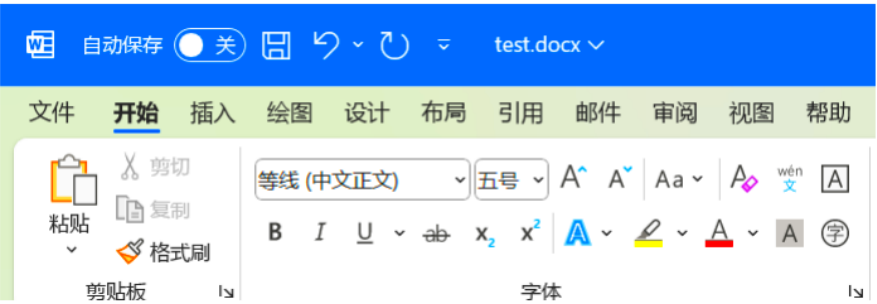 自动保存 关 test.docx
文件 开始 插入 绘图 设计 布局 引用 邮件 审阅 视图 帮助
剪切
等线 (中文正文) 五号 A A Aa A wén 文 A
复制
粘贴
B I U ab x₂ x² A A A 字
格式刷
剪贴板 字体